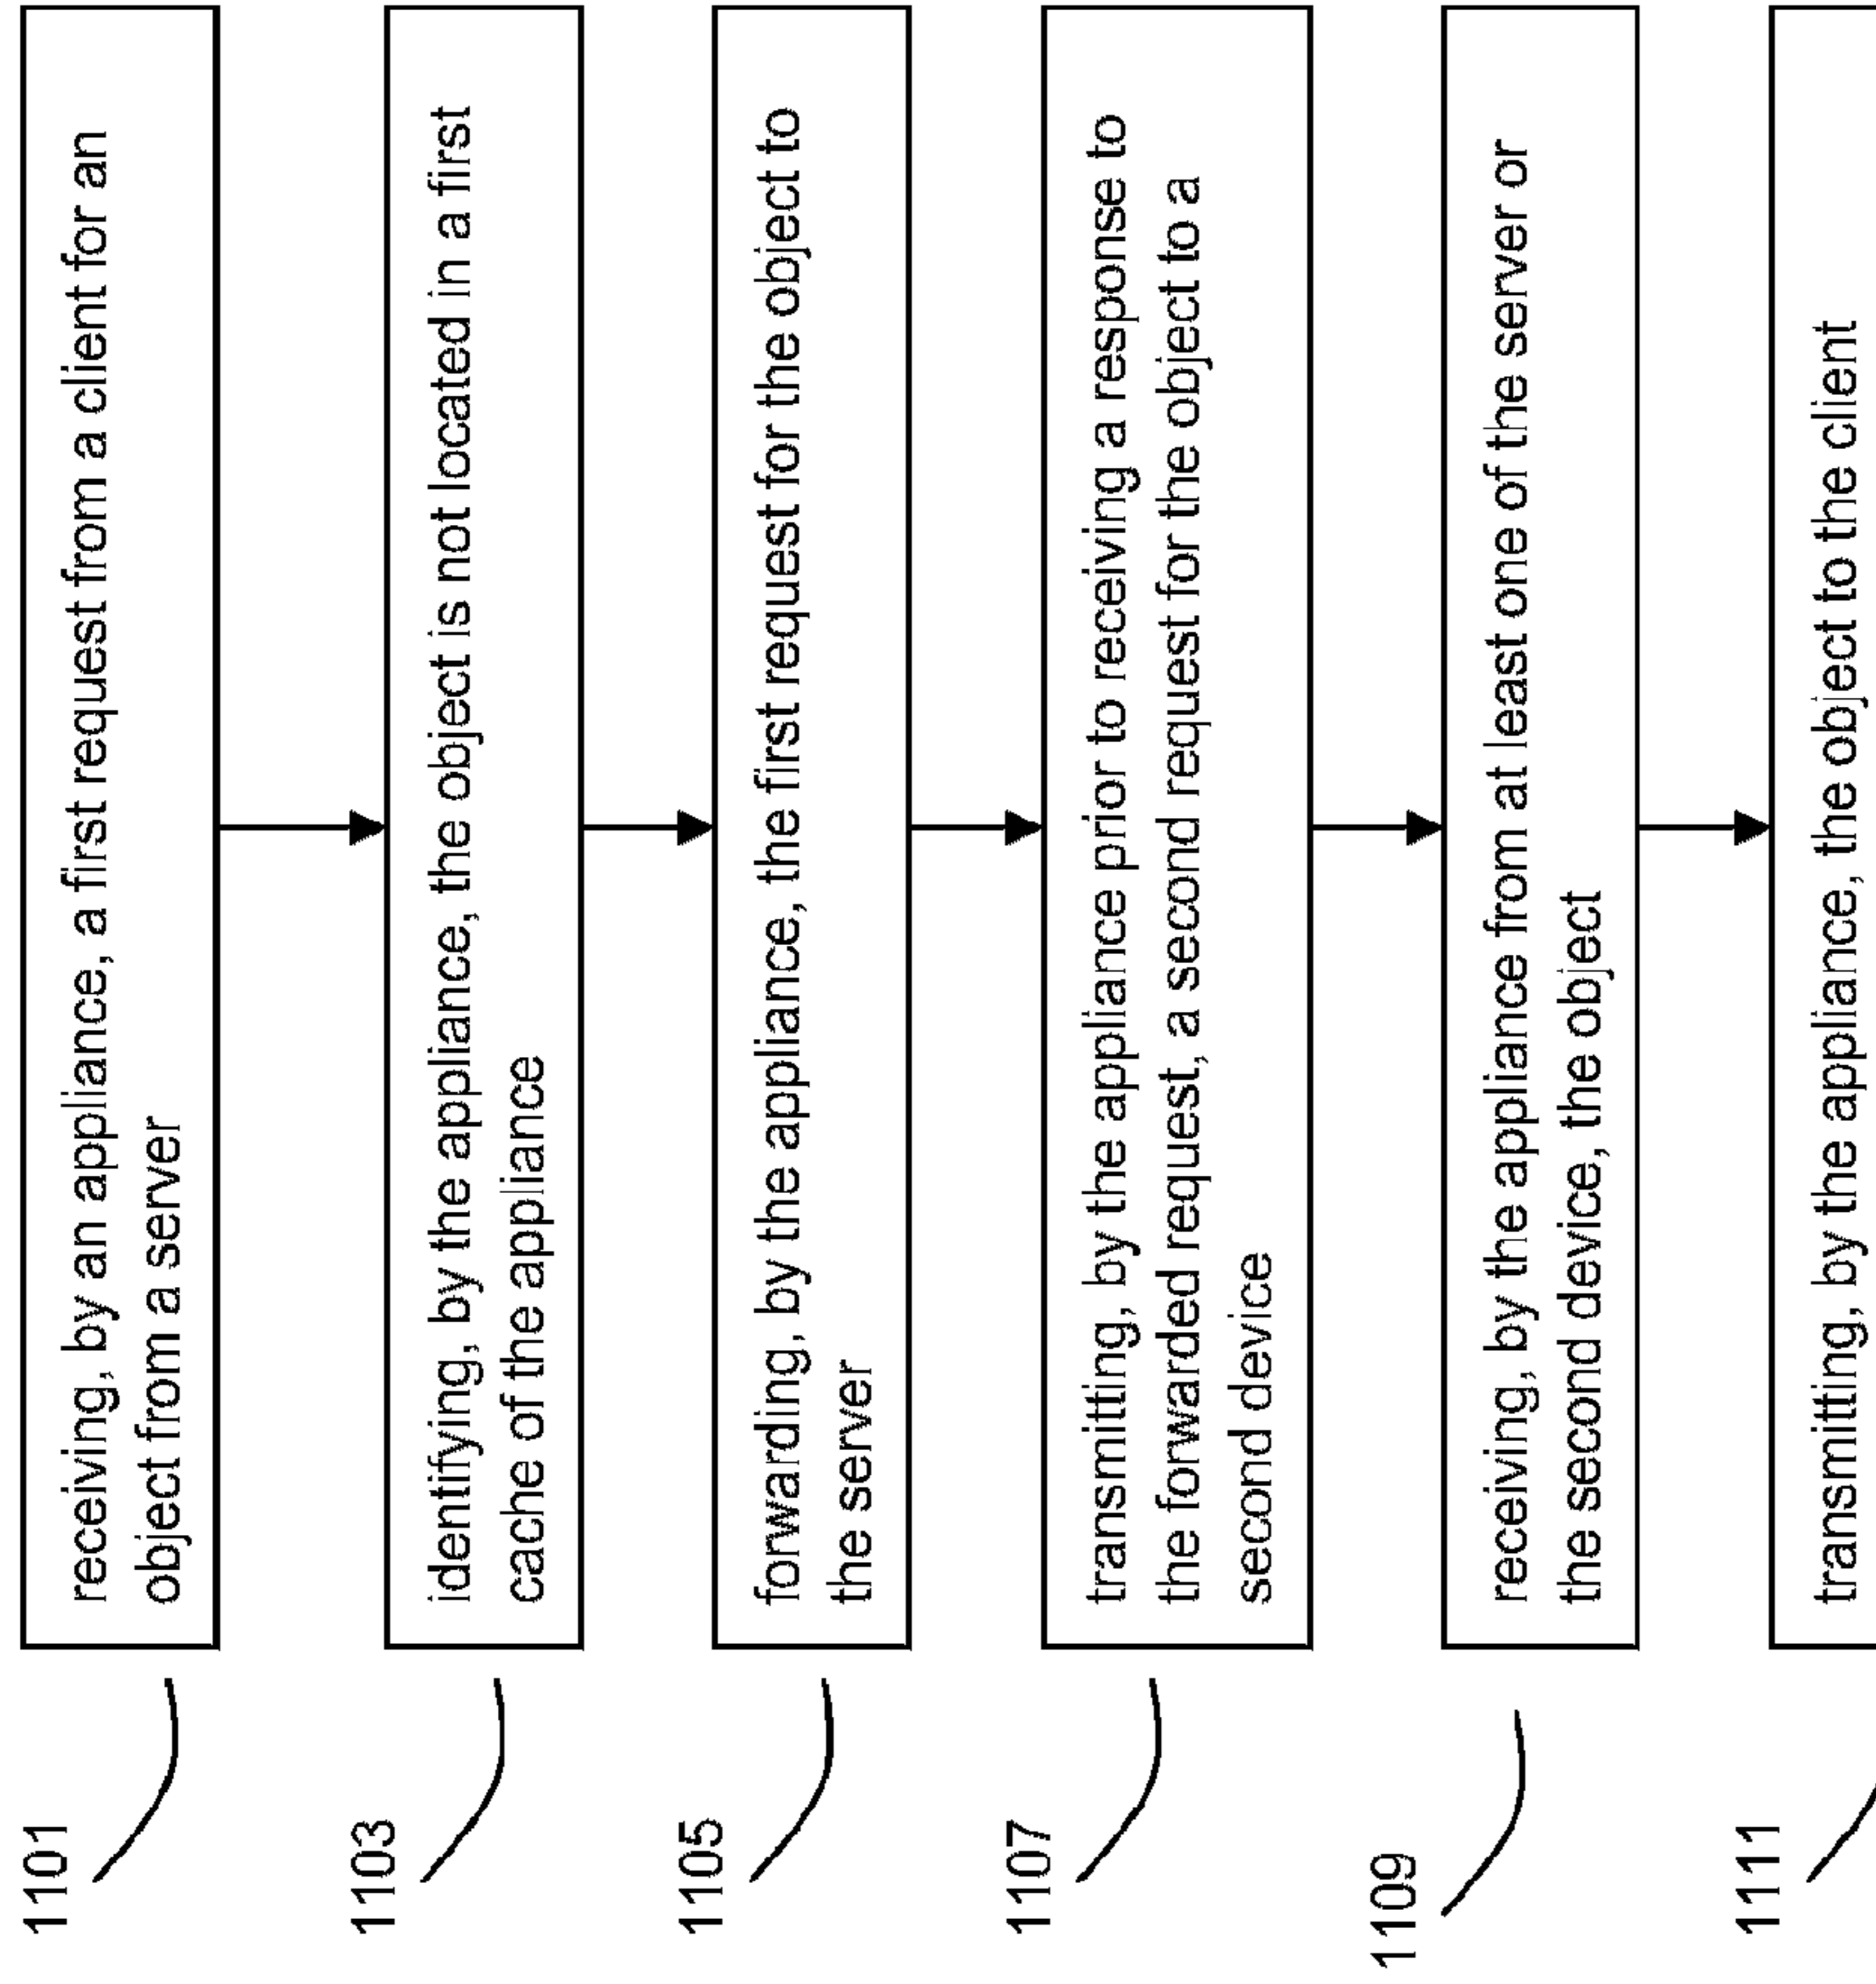 1101
receiving, by an appliance, a first request from a client for an
object from a server
1103
identifying, by the appliance, the object is not located in a first
cache of the appliance
1105
forwarding, by the appliance, the first request for the object to
the server
1107
transmitting, by the appliance prior to receiving a response to
the forwarded request, a second request for the object to a
second device
1109
receiving, by the appliance from at least one of the server or
the second device, the object
1111
transmitting, by the appliance, the object to the client